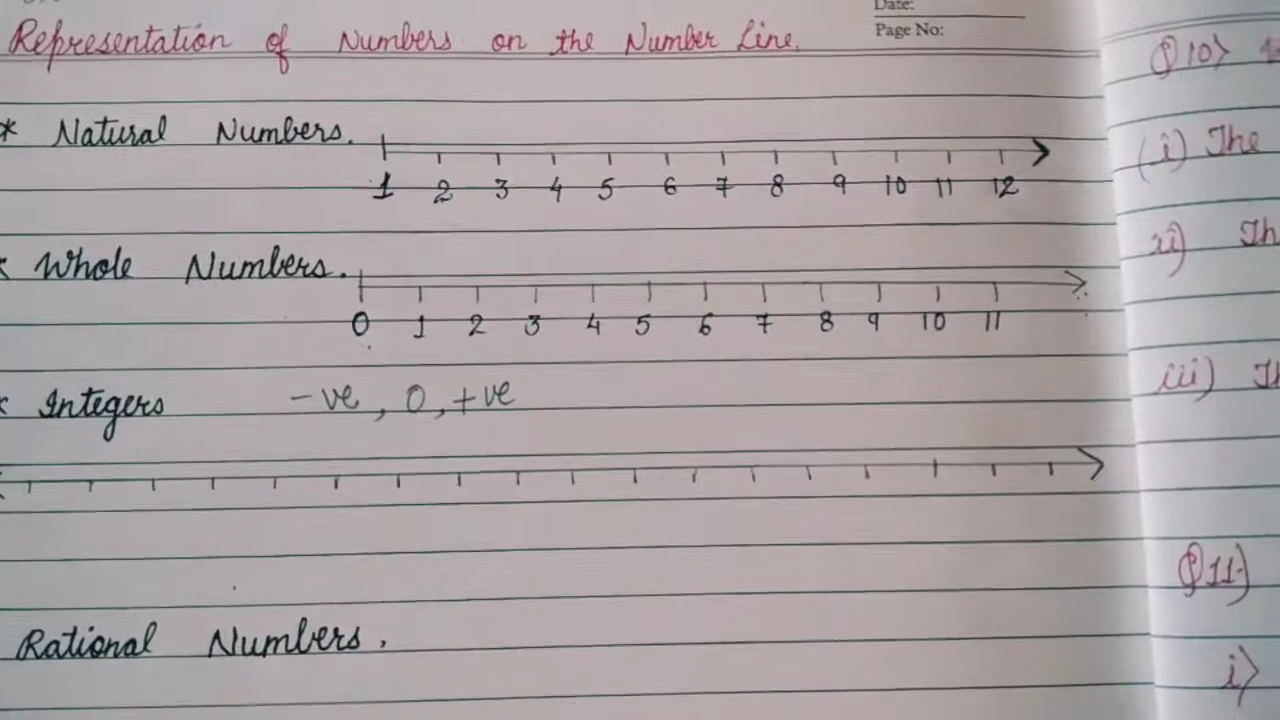 Date:
Page No:
Representation of Numbers on the Number Line.
* Natural Numbers.
1 2 3 4 5 6 7 8 9 10 11 12
Whole Numbers.
0 1 2 3 4 5 6 7 8 9 10 11
Integers -ve, 0, +ve
Rational Numbers.
Q10>
(i) The
ii) Th
iii) Th
Q11)
i>